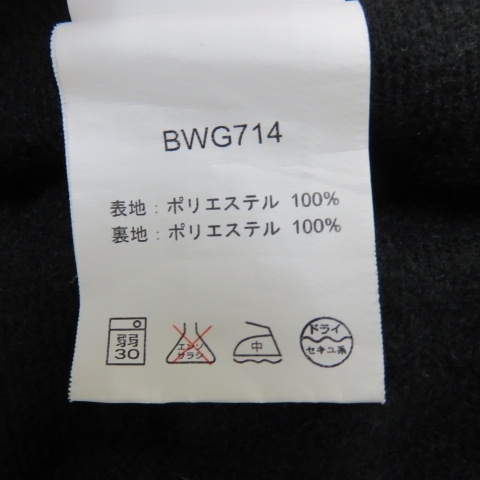 BWG714
表地：ポリエステル 100%
裏地：ポリエステル 100%
弱
30
エンソ
サラシ
中
ドライ
セキユ系